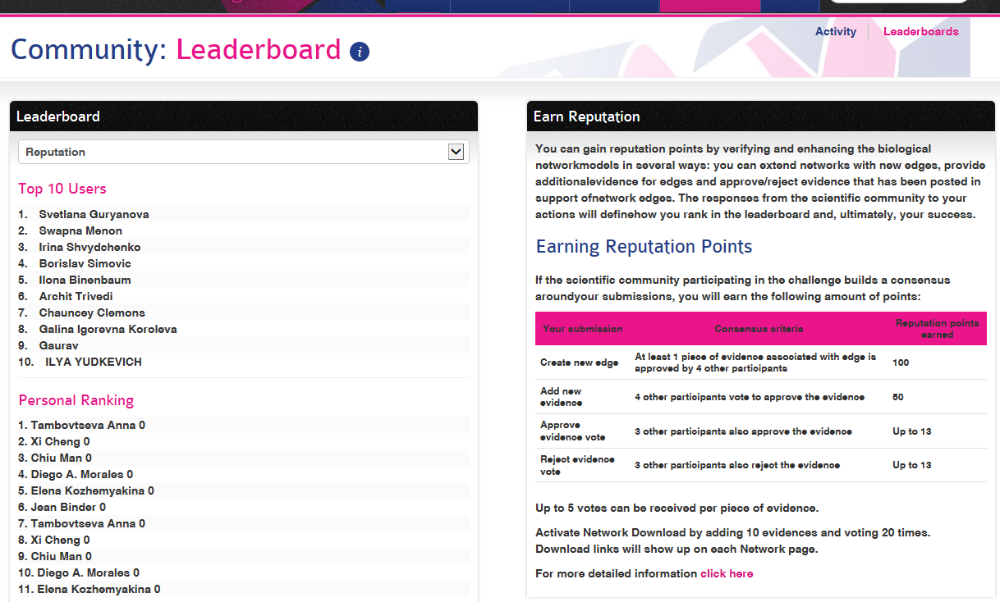 Community: Leaderboard i
Activity
Leaderboards
Leaderboard
Reputation
Top 10 Users
1. Svetlana Guryanova
2. Swapna Menon
3. Irina Shvydchenko
4. Borislav Simovic
5. Ilona Binenbaum
6. Archit Trivedi
7. Chauncey Clemons
8. Galina Igorevna Koroleva
9. Gaurav
10. ILYA YUDKEVICH
Personal Ranking
1. Tambovtseva Anna 0
2. Xi Cheng 0
3. Chiu Man 0
4. Diego A. Morales 0
5. Elena Kozhemyakina 0
6. Jean Binder 0
7. Tambovtseva Anna 0
8. Xi Cheng 0
9. Chiu Man 0
10. Diego A. Morales 0
11. Elena Kozhemyakina 0
Earn Reputation
You can gain reputation points by verifying and enhancing the biological
networkmodels in several ways: you can extend networks with new edges, provide
additionalevidence for edges and approve/reject evidence that has been posted in
support ofnetwork edges. The responses from the scientific community to your
actions will definehow you rank in the leaderboard and, ultimately, your success.
Earning Reputation Points
If the scientific community participating in the challenge builds a consensus
aroundyour submissions, you will earn the following amount of points:
Your submission
Consensus criteria
Reputation points
earned
Create new edge
At least 1 piece of evidence associated with edge is
approved by 4 other participants
100
Add new
evidence
4 other participants vote to approve the evidence
50
Approve
evidence vote
3 other participants also approve the evidence
Up to 13
Reject evidence
vote
3 other participants also reject the evidence
Up to 13
Up to 5 votes can be received per piece of evidence.
Activate Network Download by adding 10 evidences and voting 20 times.
Download links will show up on each Network page.
For more detailed information click here